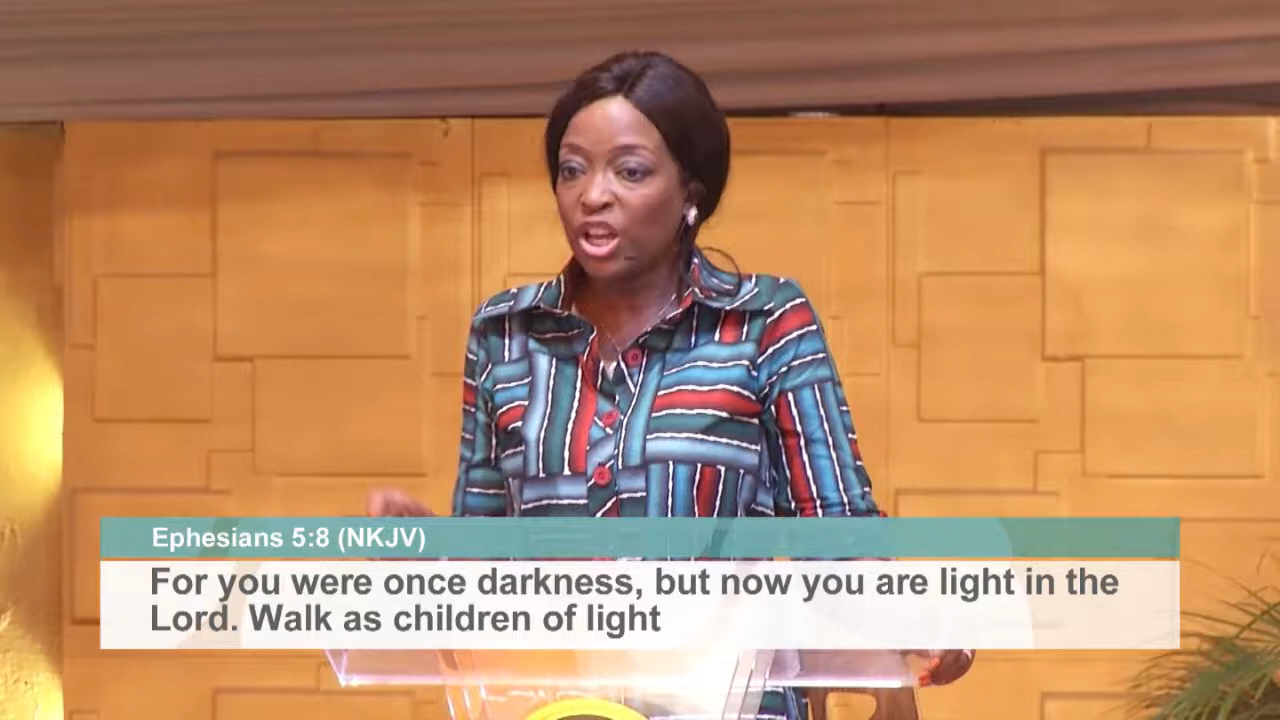 Ephesians 5:8 (NKJV)
For you were once darkness, but now you are light in the
Lord. Walk as children of light